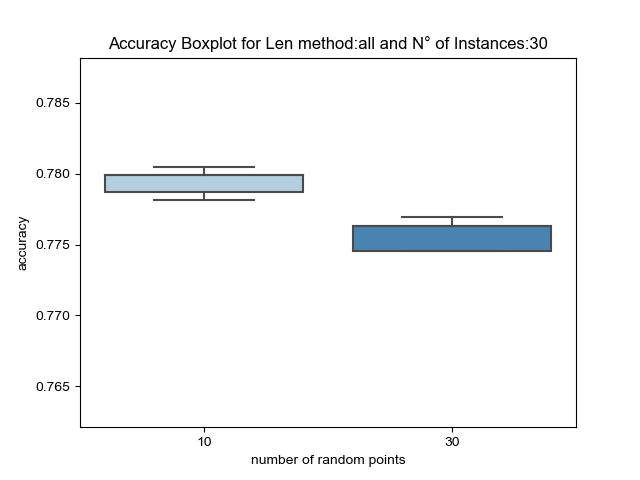 Accuracy Boxplot for Len method:all and N° of Instances:30
0.785
0.780
0.775
0.770
0.765
accuracy
10
30
number of random points